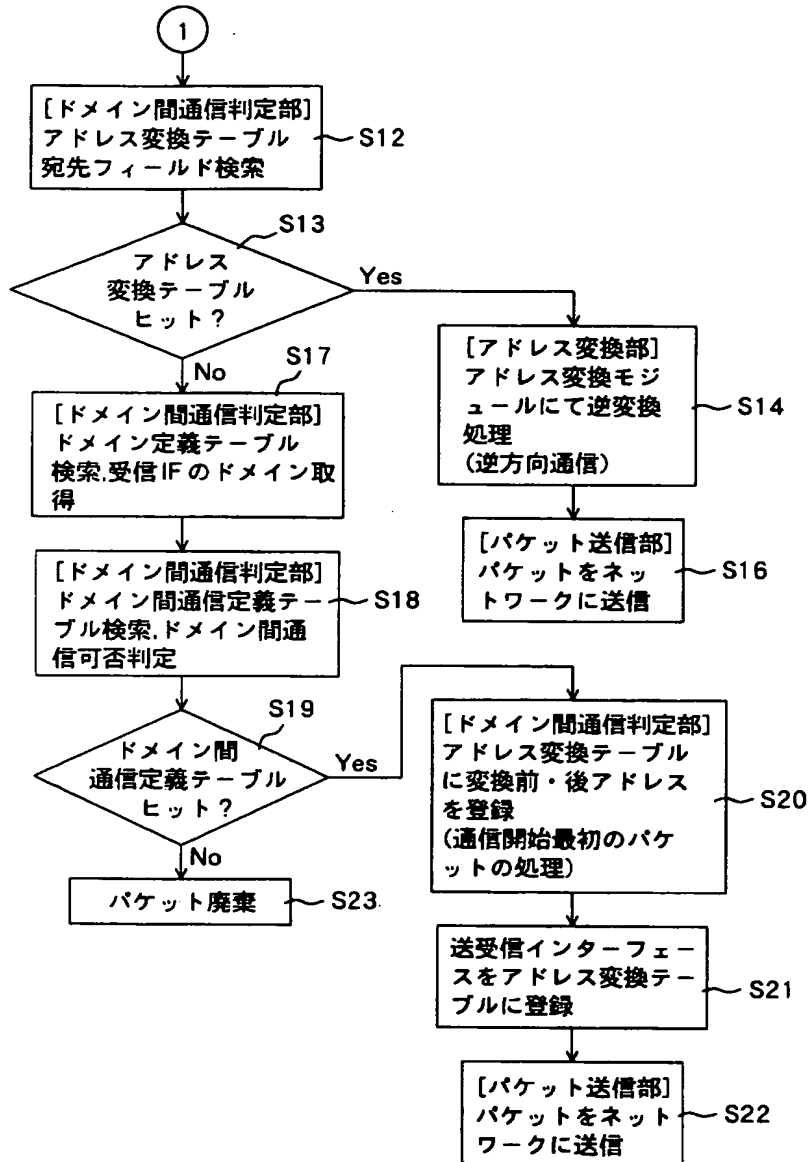 1
[ドメイン間通信判定部]
アドレス変換テーブル
宛先フィールド検索
S12
S13
アドレス
変換テーブル
ヒット?
Yes
No
[アドレス変換部]
アドレス変換モジ
ュールにて逆変換
処理
(逆方向通信)
S14
[パケット送信部]
パケットをネッ
トワークに送信
S16
S17
[ドメイン間通信判定部]
ドメイン定義テーブル
検索,受信IFのドメイン取
得
[ドメイン間通信判定部]
ドメイン間通信定義テー
ブル検索,ドメイン間通
信可否判定
S18
S19
ドメイン間
通信定義テーブル
ヒット?
Yes
No
パケット廃棄
S23
[ドメイン間通信判定部]
アドレス変換テーブル
に変換前・後アドレス
を登録
(通信開始最初のパケ
ットの処理)
S20
送受信インターフェー
スをアドレス変換テー
ブルに登録
S21
[パケット送信部]
パケットをネット
ワークに送信
S22